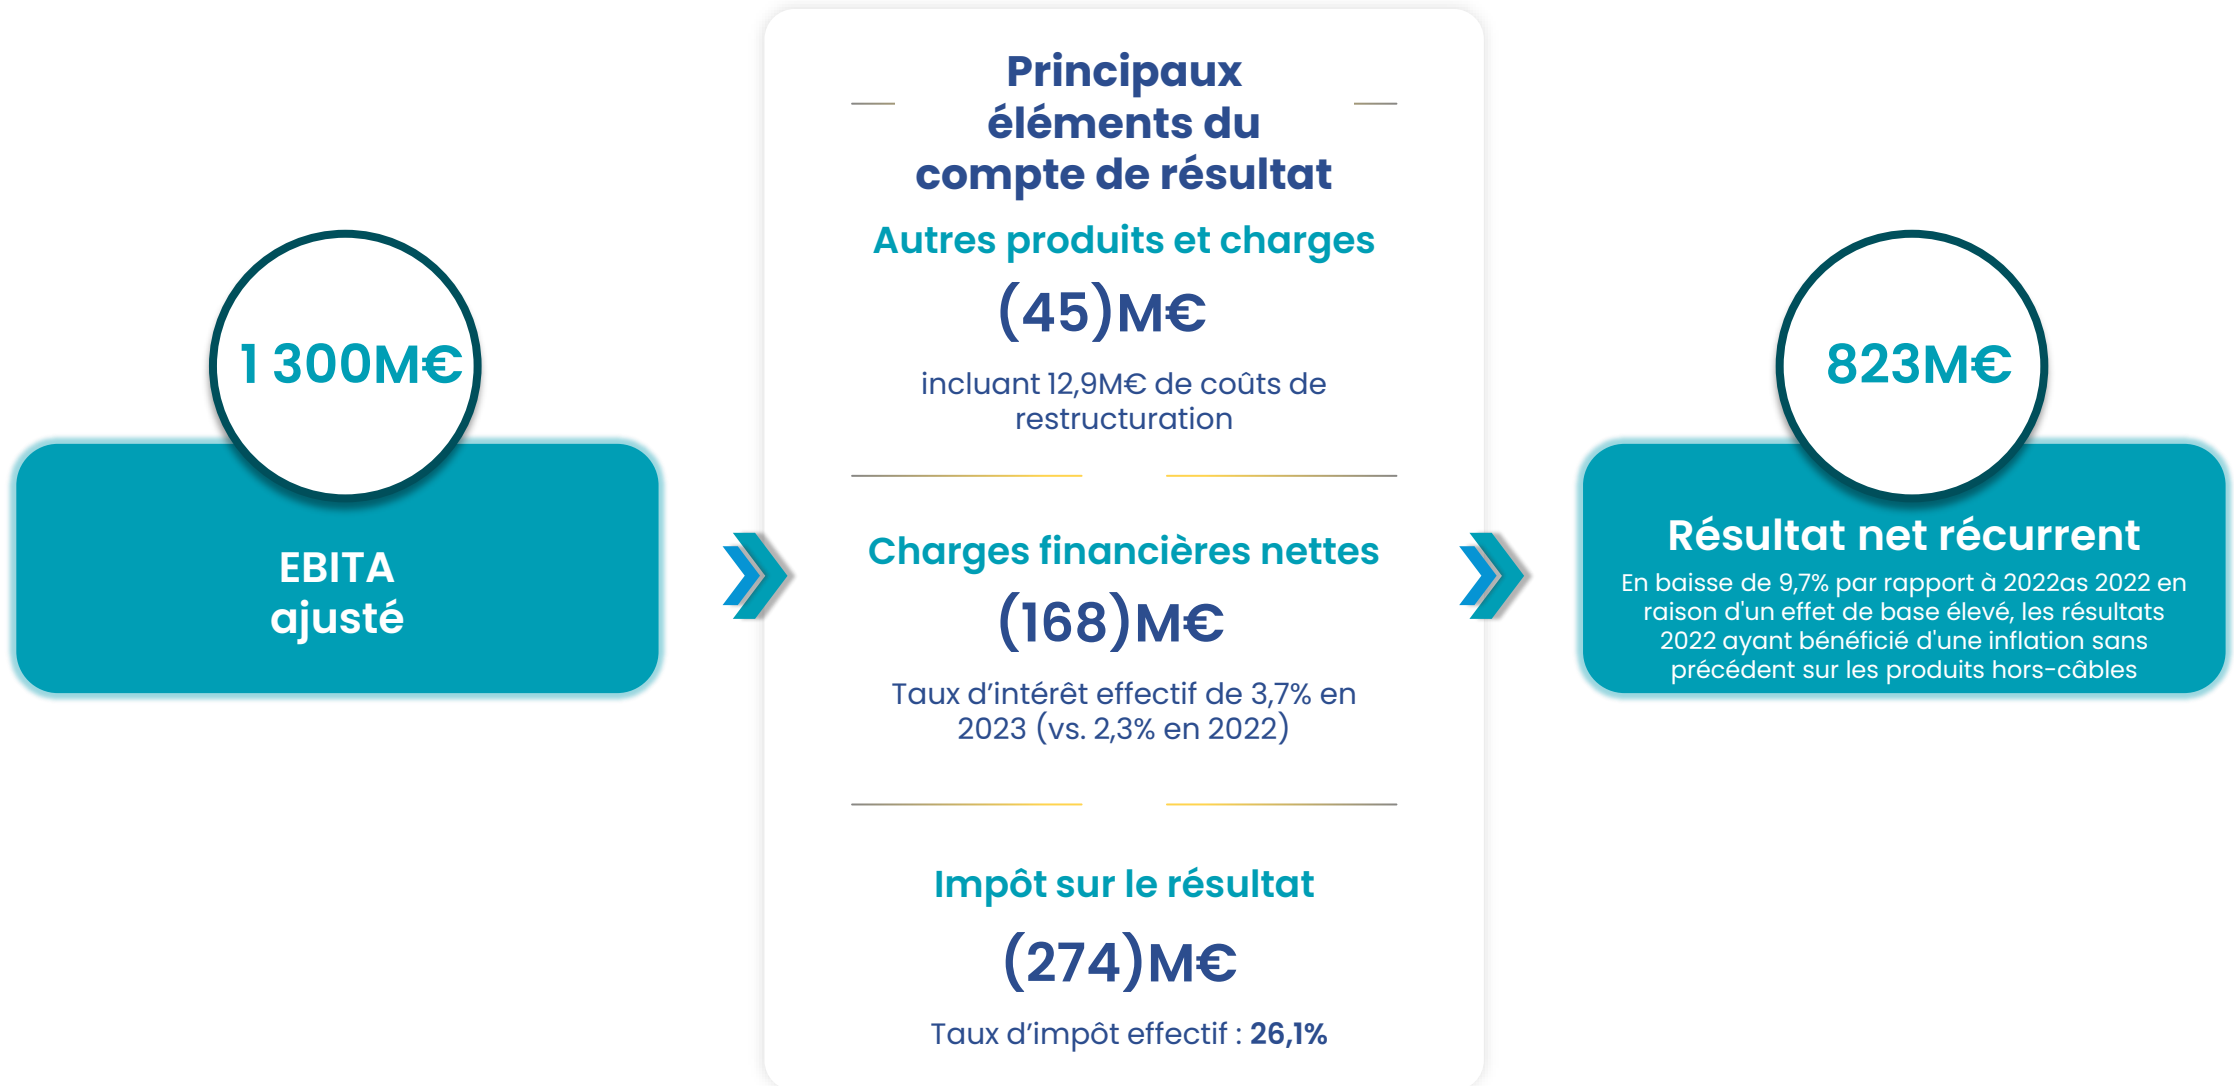 1 300M€
EBITA
ajusté
Principaux
éléments du
compte de résultat
Autres produits et charges
(45)M€
incluant 12,9M€ de coûts de
restructuration
Charges financières nettes
(168)M€
Taux d’intérêt effectif de 3,7% en
2023 (vs. 2,3% en 2022)
Impôt sur le résultat
(274)M€
Taux d’impôt effectif : 26,1%
823M€
Résultat net récurrent
En baisse de 9,7% par rapport à 2022as 2022 en
raison d'un effet de base élevé, les résultats
2022 ayant bénéficié d'une inflation sans
précédent sur les produits hors-câbles